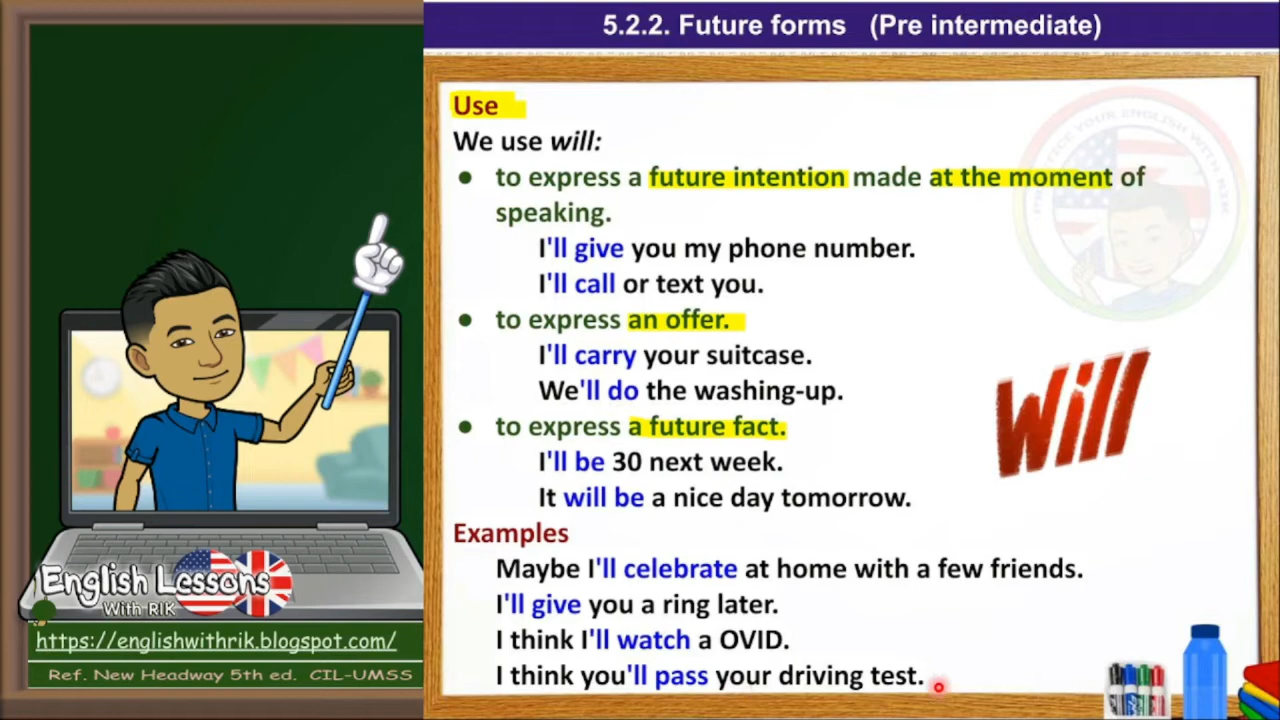 5.2.2. Future forms (Pre intermediate)
Use
We use will:
● to express a future intention made at the moment of
speaking.
I'll give you my phone number.
I'll call or text you.
● to express an offer.
I'll carry your suitcase.
We'll do the washing-up.
● to express a future fact.
I'll be 30 next week.
It will be a nice day tomorrow.
Examples
Maybe I'll celebrate at home with a few friends.
I'll give you a ring later.
I think I'll watch a OVID.
I think you'll pass your driving test.
Will
English Lessons
With RIK
https://englishwithrik.blogspot.com/
Ref. New Headway 5th ed. CIL-UMSS
PRACTICE YOUR ENGLISH WITH RIK